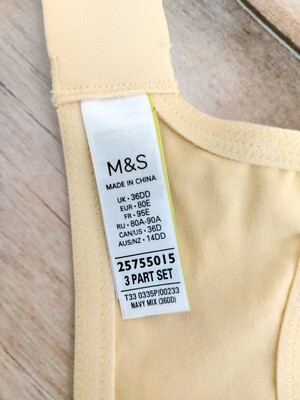 M&S
MADE IN CHINA
UK • 36DD
EUR • 80E
FR • 95E
RU • 80A-90A
CAN/US • 36D
AUS/NZ • 14DD
25755015
3 PART SET
T33 0335P/00233
NAVY MIX (36DD)